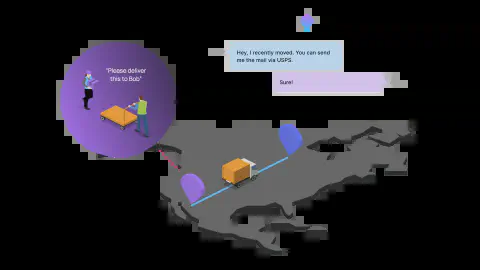 Hey, I recently moved. You can send
me the mail via USPS.
"Please deliver
this to Bob"
Sure!